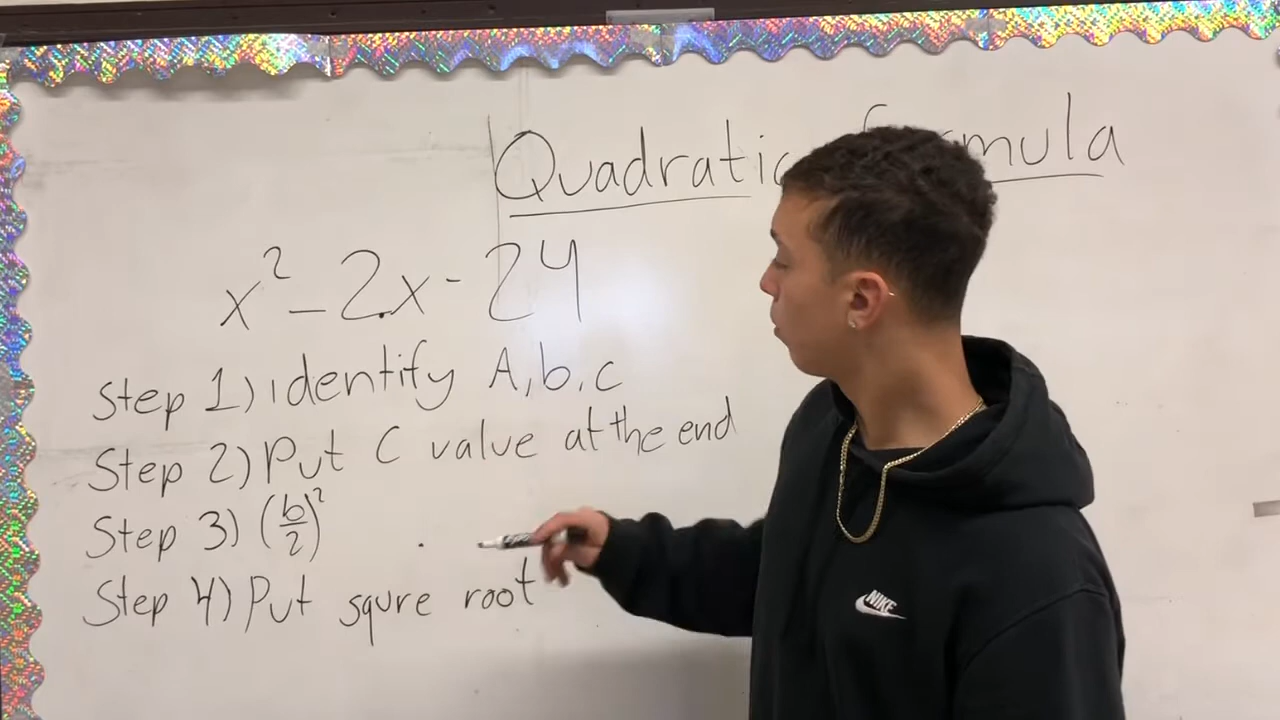 Quadratic formula
x² - 2x - 24
Step 1) identify A, b, c
Step 2) Put C value at the end
Step 3) (b/2)²
Step 4) Put squre root
NIKE